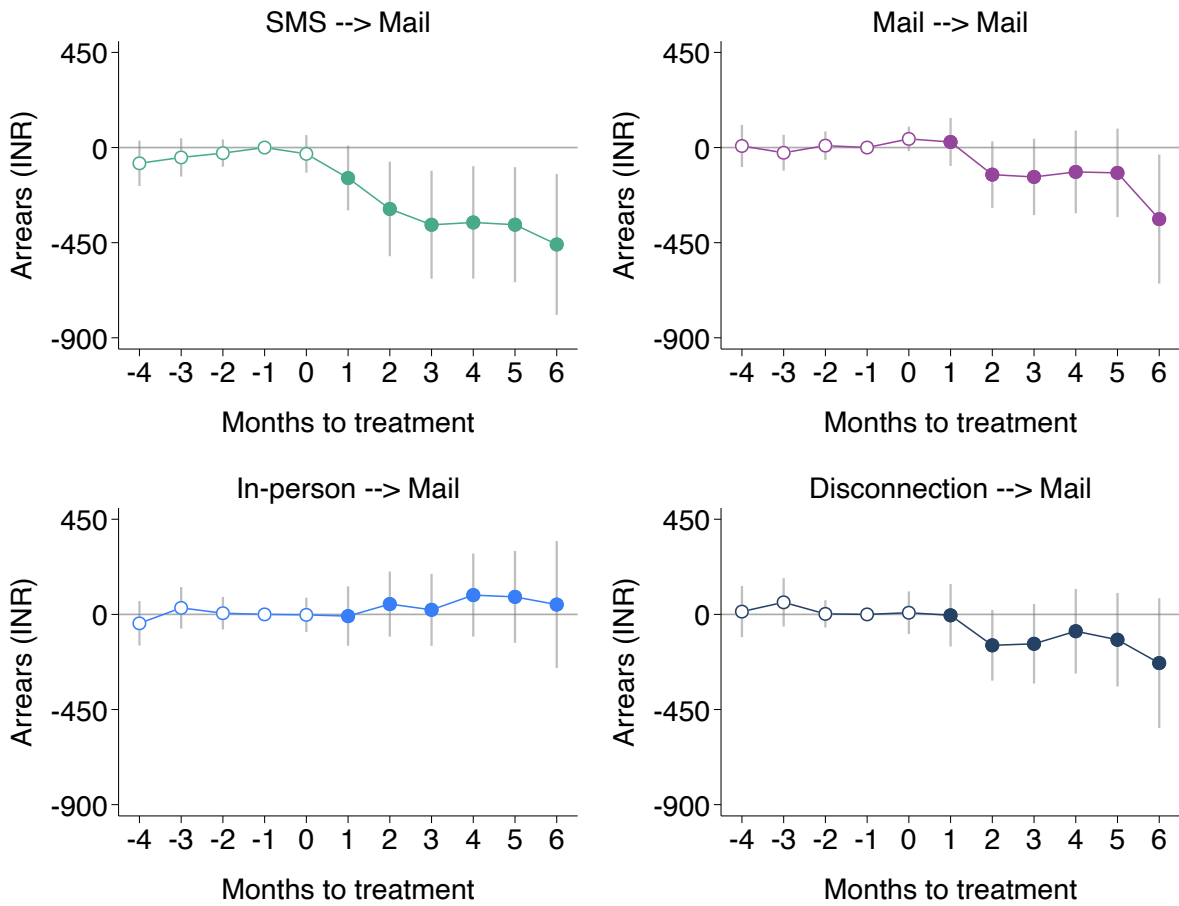 SMS --> Mail
450
0
-450
-900
Arrears (INR)
-4 -3 -2 -1 0 1 2 3 4 5 6
Months to treatment
Mail --> Mail
450
0
-450
-900
Arrears (INR)
-4 -3 -2 -1 0 1 2 3 4 5 6
Months to treatment
In-person --> Mail
450
0
-450
-900
Arrears (INR)
-4 -3 -2 -1 0 1 2 3 4 5 6
Months to treatment
Disconnection --> Mail
450
0
-450
-900
Arrears (INR)
-4 -3 -2 -1 0 1 2 3 4 5 6
Months to treatment